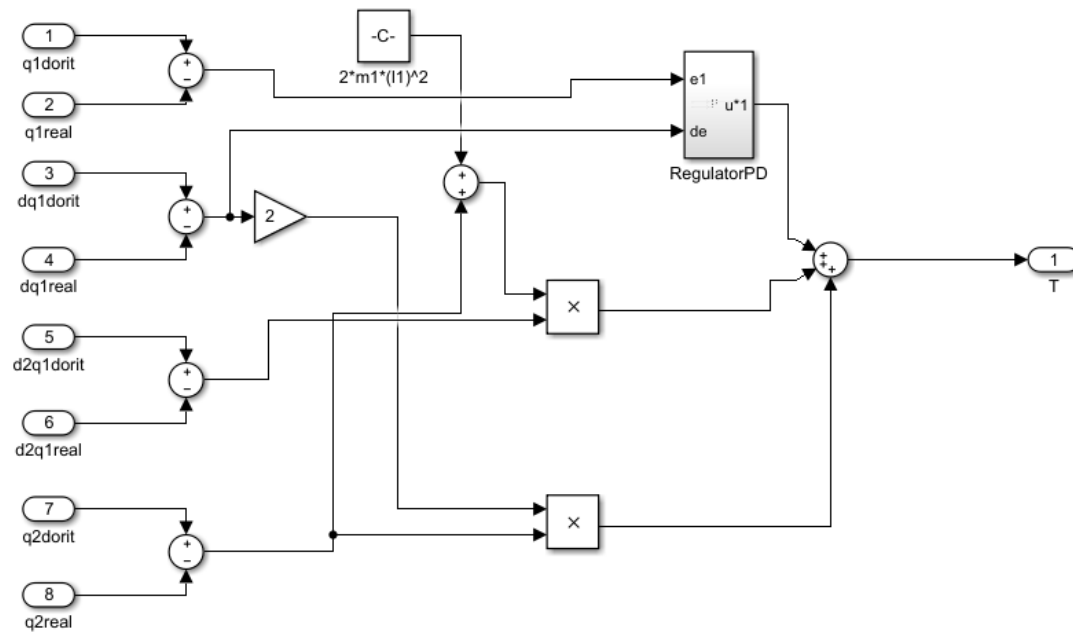 1
q1dorit
2
q1real
3
dq1dorit
4
dq1real
5
d2q1dorit
6
d2q1real
7
q2dorit
8
q2real
+
−
+
−
+
−
+
−
-C-
2*m1*(l1)^2
+
+
2
×
×
e1
u*1
de
RegulatorPD
+
+
+
1
T